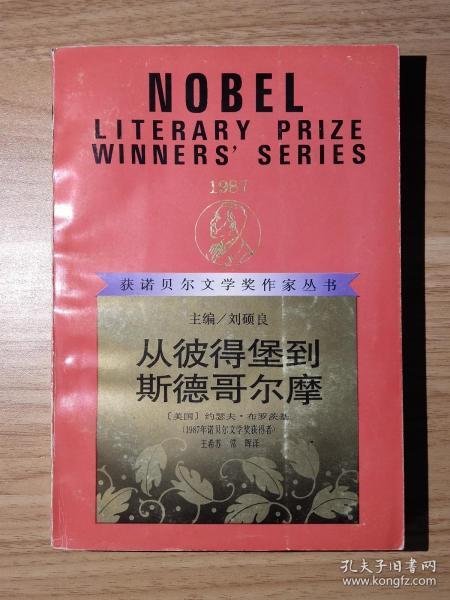 NOBEL
LITERARY PRIZE
WINNERS' SERIES
1987
获诺贝尔文学奖作家丛书
主编/刘硕良
从彼得堡到
斯德哥尔摩
〔美国〕约瑟夫·布罗茨基
(1987年诺贝尔文学奖获得者)
王希苏 常晖译
孔夫子旧书网
www.kongfz.com